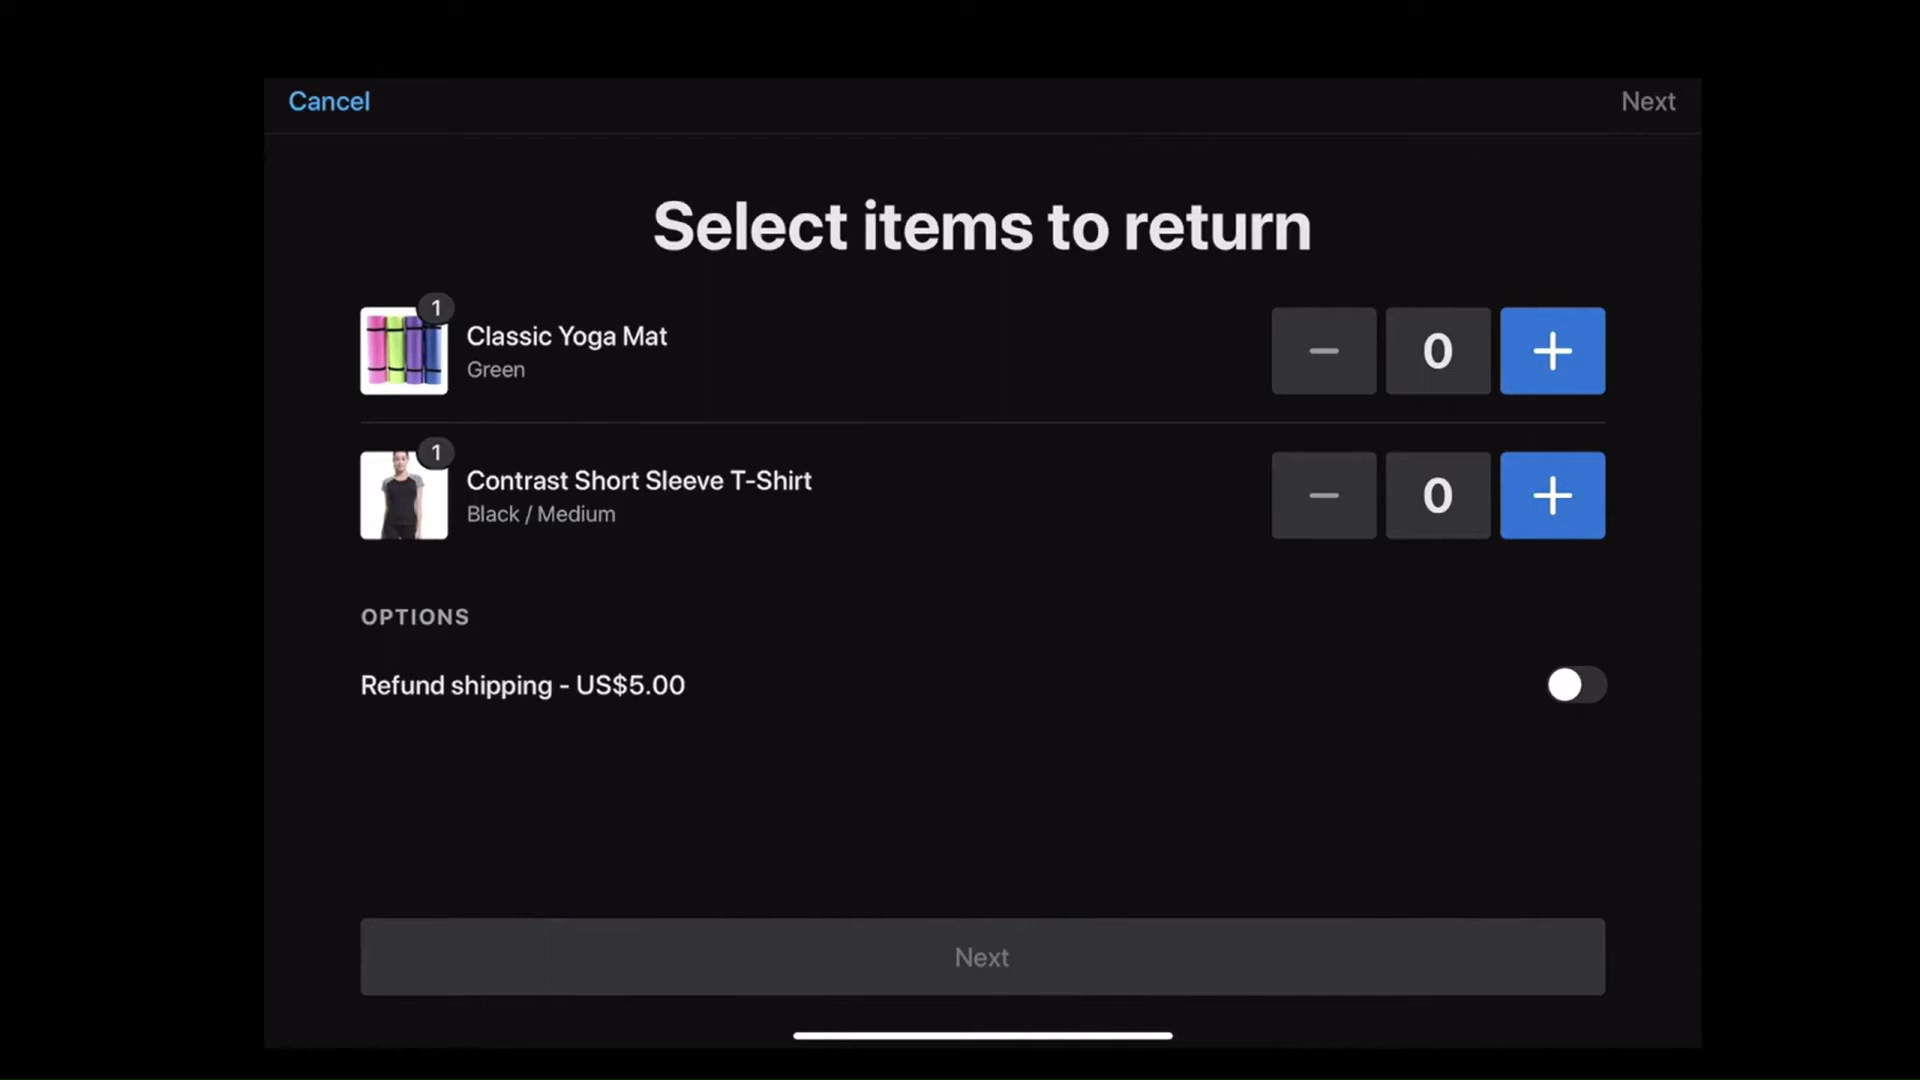 Cancel
Next
Select items to return
1
Classic Yoga Mat
Green
− 0 +
1
Contrast Short Sleeve T-Shirt
Black / Medium
− 0 +
OPTIONS
Refund shipping - US$5.00
Next